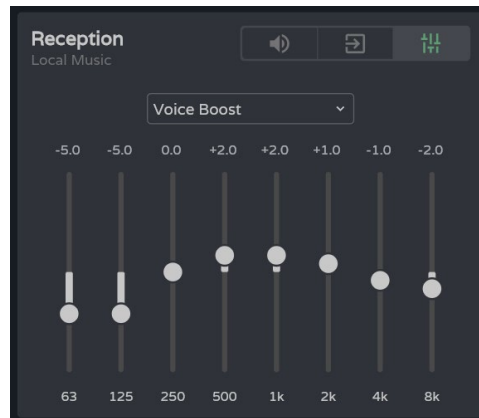 Reception
Local Music
Voice Boost
-5.0 -5.0 0.0 +2.0 +2.0 +1.0 -1.0 -2.0
63 125 250 500 1k 2k 4k 8k